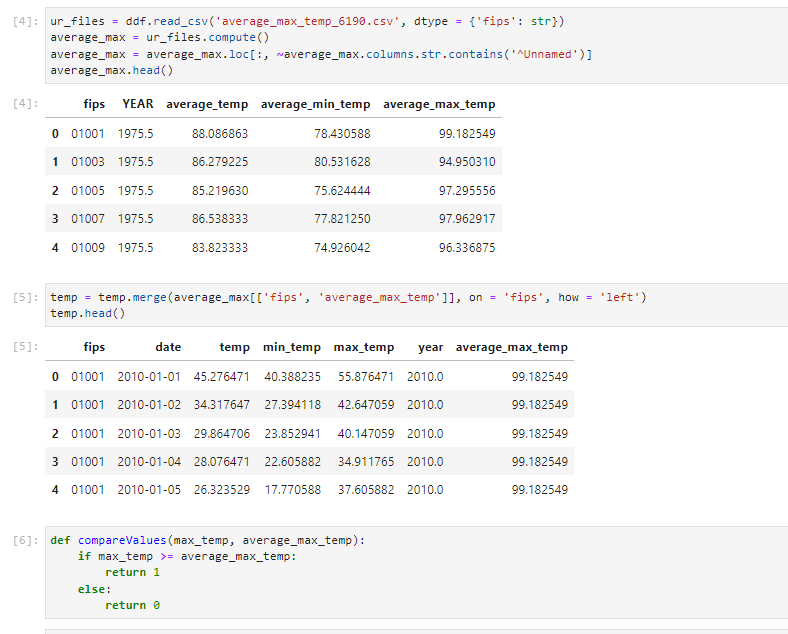 [4]: ur_files = ddf.read_csv('average_max_temp_6190.csv', dtype = {'fips': str})
average_max = ur_files.compute()
average_max = average_max.loc[:, ~average_max.columns.str.contains('^Unnamed')]
average_max.head()
[4]: fips YEAR average_temp average_min_temp average_max_temp
0 01001 1975.5 88.086863 78.430588 99.182549
1 01003 1975.5 86.279225 80.531628 94.950310
2 01005 1975.5 85.219630 75.624444 97.295556
3 01007 1975.5 86.538333 77.821250 97.962917
4 01009 1975.5 83.823333 74.926042 96.336875
[5]: temp = temp.merge(average_max[['fips', 'average_max_temp']], on = 'fips', how = 'left')
temp.head()
[5]: fips date temp min_temp max_temp year average_max_temp
0 01001 2010-01-01 45.276471 40.388235 55.876471 2010.0 99.182549
1 01001 2010-01-02 34.317647 27.394118 42.647059 2010.0 99.182549
2 01001 2010-01-03 29.864706 23.852941 40.147059 2010.0 99.182549
3 01001 2010-01-04 28.076471 22.605882 34.911765 2010.0 99.182549
4 01001 2010-01-05 26.323529 17.770588 37.605882 2010.0 99.182549
[6]: def compareValues(max_temp, average_max_temp):
if max_temp >= average_max_temp:
return 1
else:
return 0